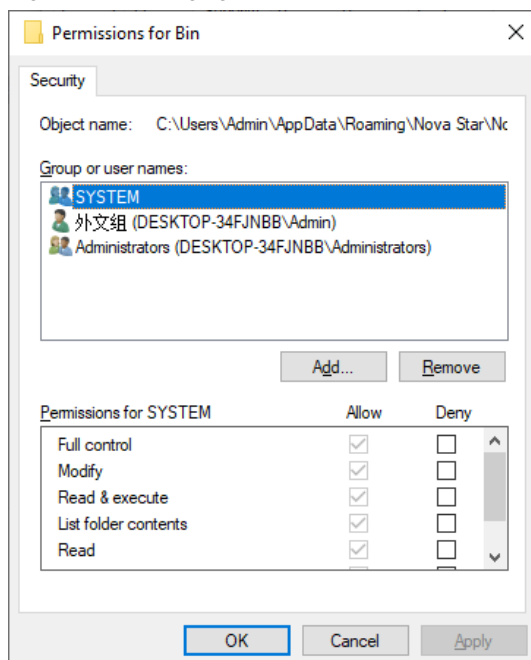 Permissions for Bin
Security
Object name: C:\Users\Admin\AppData\Roaming\Nova Star\Nc
Group or user names:
SYSTEM
外文组 (DESKTOP-34FJNBB\Admin)
Administrators (DESKTOP-34FJNBB\Administrators)
Add... Remove
Permissions for SYSTEM Allow Deny
Full control
Modify
Read & execute
List folder contents
Read
OK Cancel Apply